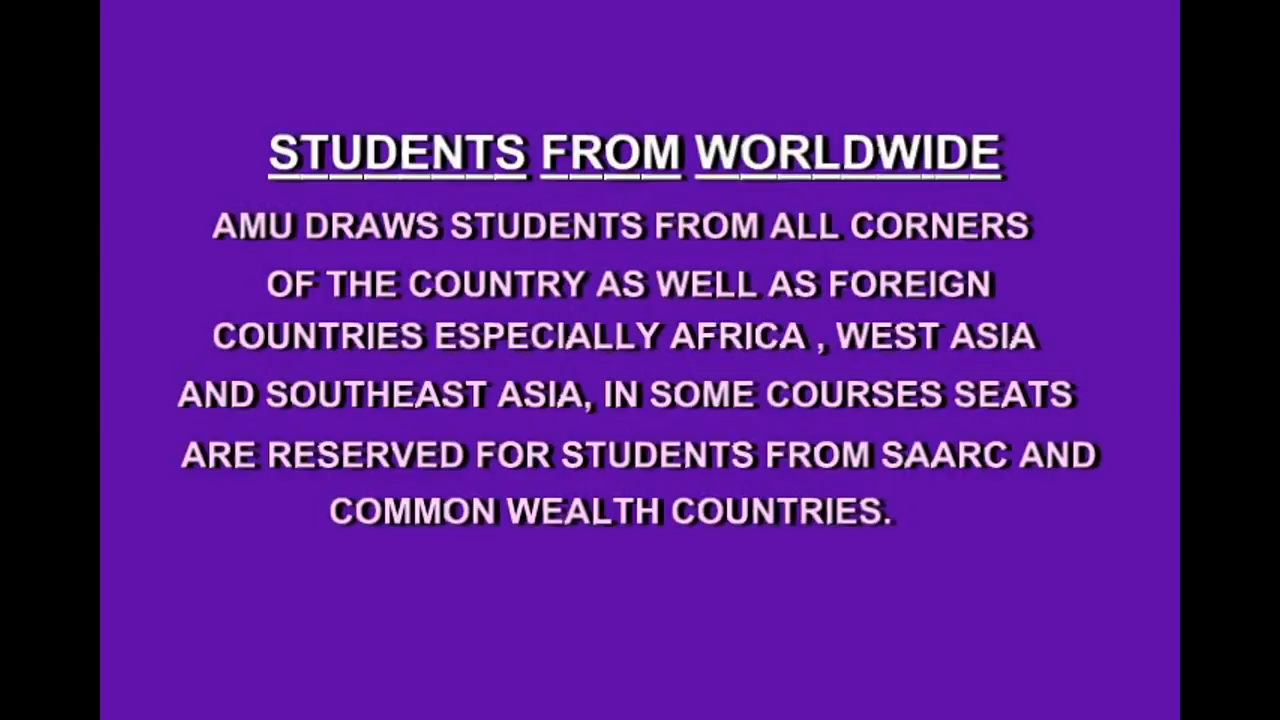 STUDENTS FROM WORLDWIDE
AMU DRAWS STUDENTS FROM ALL CORNERS
OF THE COUNTRY AS WELL AS FOREIGN
COUNTRIES ESPECIALLY AFRICA , WEST ASIA
AND SOUTHEAST ASIA, IN SOME COURSES SEATS
ARE RESERVED FOR STUDENTS FROM SAARC AND
COMMON WEALTH COUNTRIES.